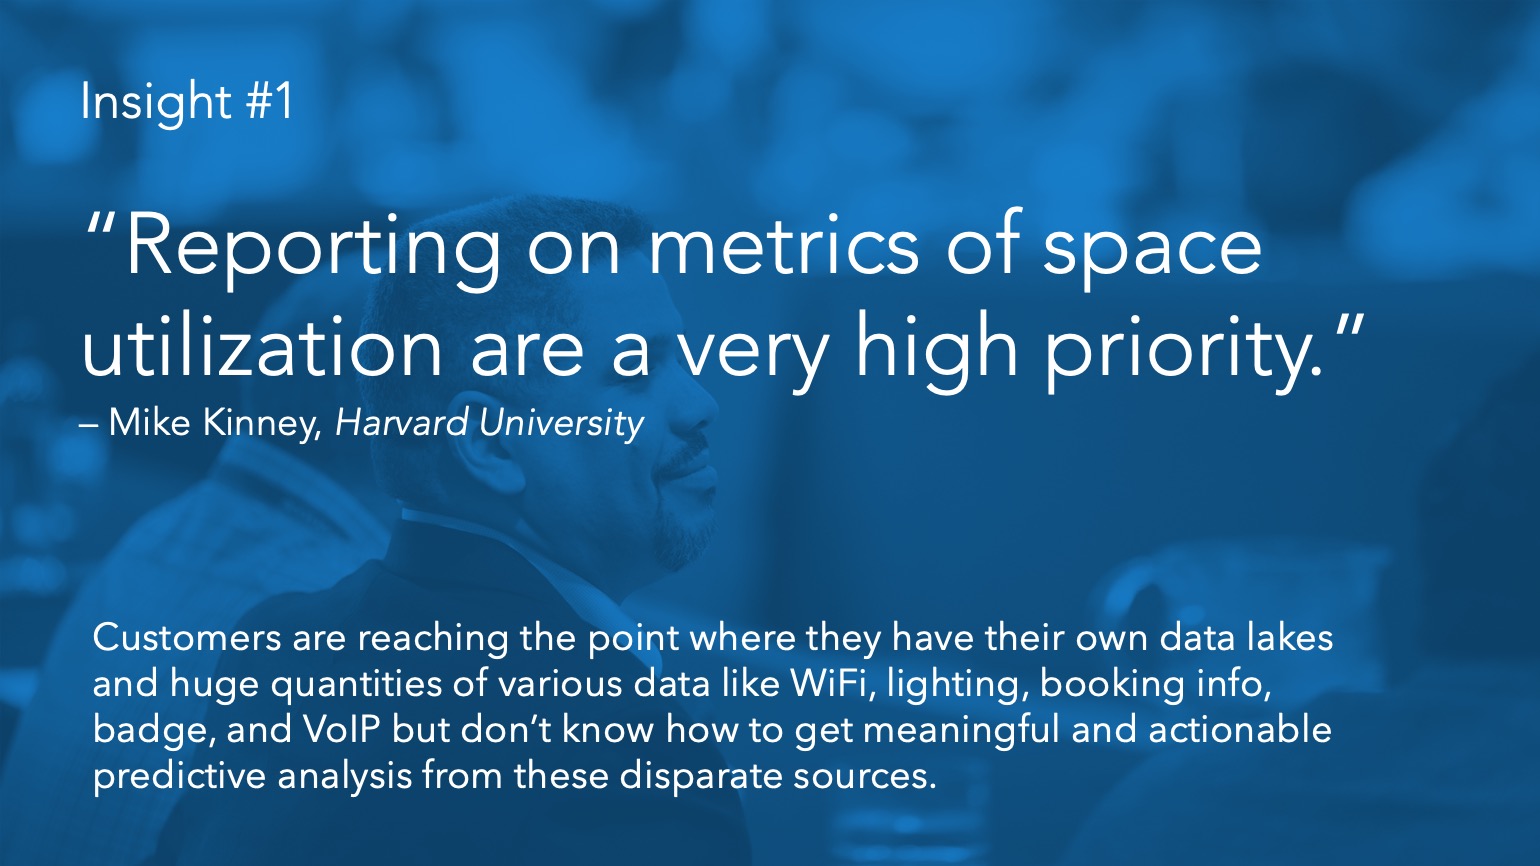 Insight #1
“Reporting on metrics of space
utilization are a very high priority.”
– Mike Kinney, Harvard University
Customers are reaching the point where they have their own data lakes
and huge quantities of various data like WiFi, lighting, booking info,
badge, and VoIP but don’t know how to get meaningful and actionable
predictive analysis from these disparate sources.